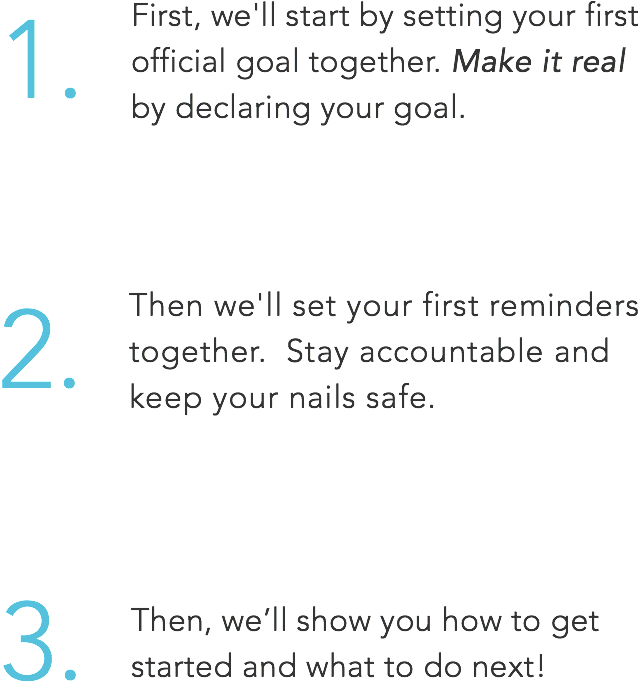 1. First, we'll start by setting your first
official goal together. Make it real
by declaring your goal.
2. Then we'll set your first reminders
together.  Stay accountable and
keep your nails safe.
3. Then, we’ll show you how to get
started and what to do next!